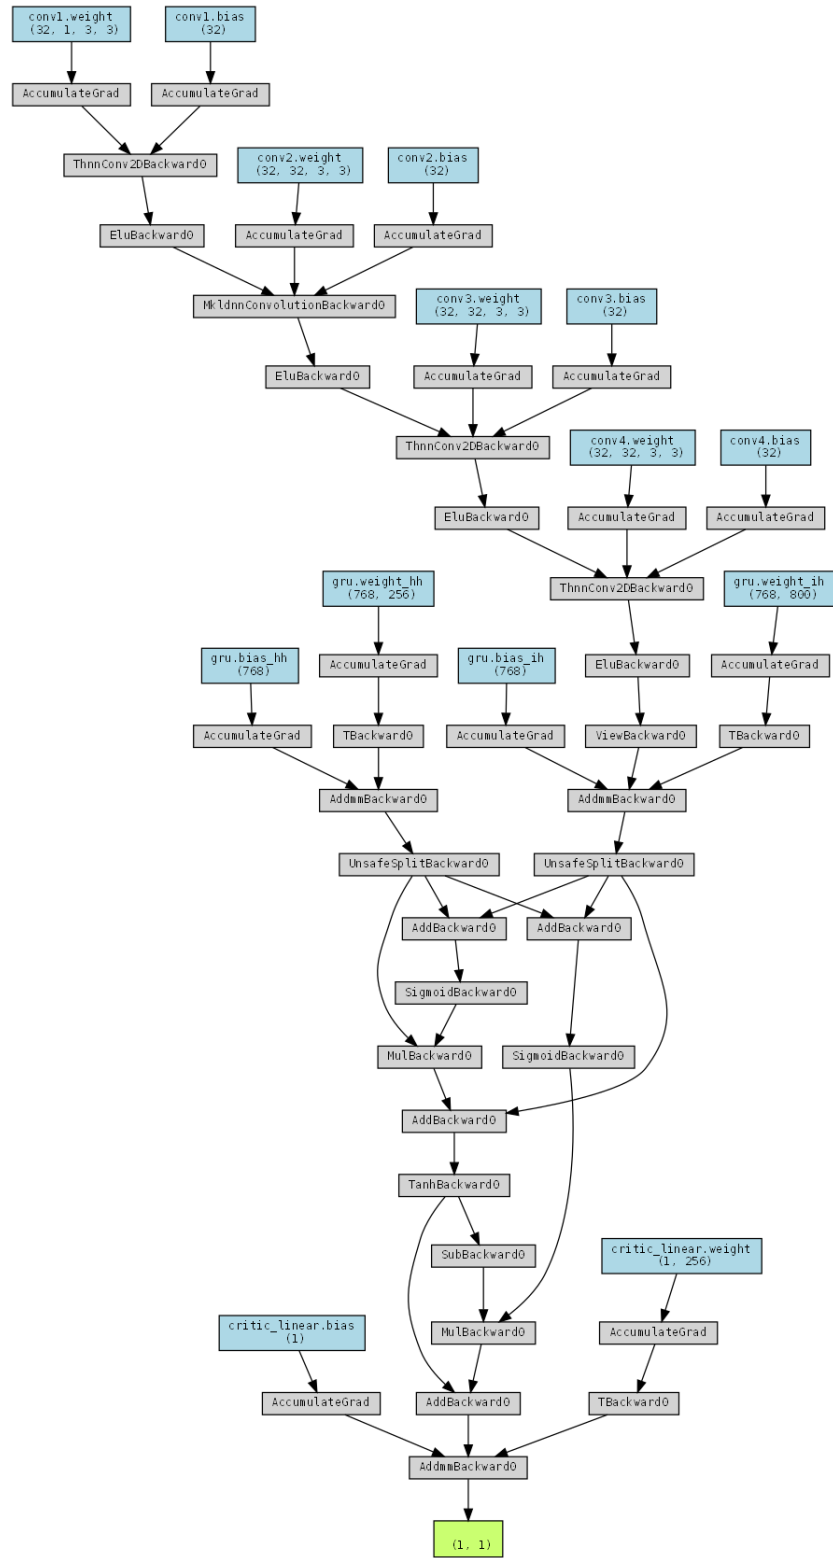 conv1.weight
(32, 1, 3, 3)
conv1.bias
(32)
AccumulateGrad
AccumulateGrad
ThnnConv2DBackward0
conv2.weight
(32, 32, 3, 3)
conv2.bias
(32)
EluBackward0
AccumulateGrad
AccumulateGrad
MkldnnConvolutionBackward0
conv3.weight
(32, 32, 3, 3)
conv3.bias
(32)
EluBackward0
AccumulateGrad
AccumulateGrad
ThnnConv2DBackward0
conv4.weight
(32, 32, 3, 3)
conv4.bias
(32)
EluBackward0
AccumulateGrad
AccumulateGrad
gru.weight_hh
(768, 256)
ThnnConv2DBackward0
gru.weight_ih
(768, 800)
gru.bias_hh
(768)
AccumulateGrad
gru.bias_ih
(768)
EluBackward0
AccumulateGrad
AccumulateGrad
TBackward0
AccumulateGrad
ViewBackward0
TBackward0
AddmmBackward0
AddmmBackward0
UnsafeSplitBackward0
UnsafeSplitBackward0
AddBackward0
AddBackward0
SigmoidBackward0
MulBackward0
SigmoidBackward0
AddBackward0
TanhBackward0
SubBackward0
critic_linear.weight
(1, 256)
critic_linear.bias
(1)
MulBackward0
AccumulateGrad
AccumulateGrad
AddBackward0
TBackward0
AddmmBackward0
(1, 1)